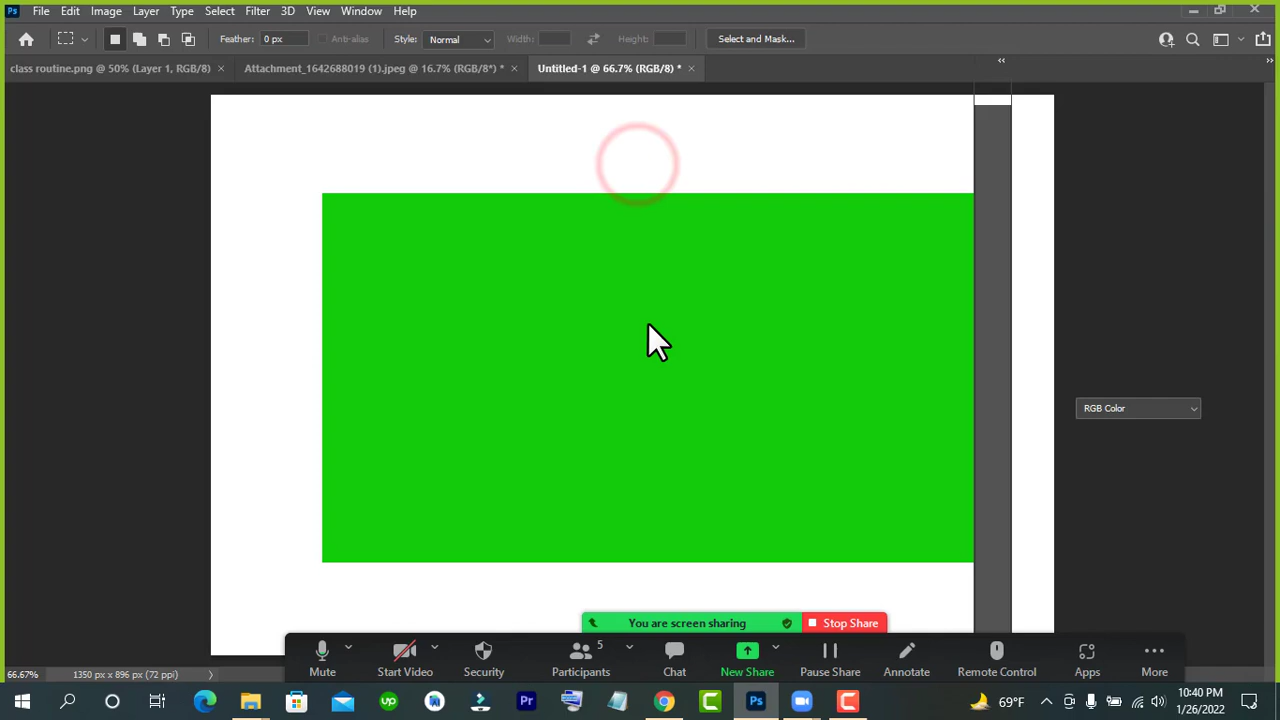 Ps File Edit Image Layer Type Select Filter 3D View Window Help
Feather: 0 px Anti-alias Style: Normal Width: Height: Select and Mask...
class routine.png @ 50% (Layer 1, RGB/8) Attachment_1642688019 (1).jpeg @ 16.7% (RGB/8*) * Untitled-1 @ 66.7% (RGB/8) *
RGB Color
You are screen sharing Stop Share
5
Mute Start Video Security Participants Chat New Share Pause Share Annotate Remote Control Apps More
66.67% 1350 px x 896 px (72 ppi)
up Pr Ps 69°F 10:40 PM
1/26/2022